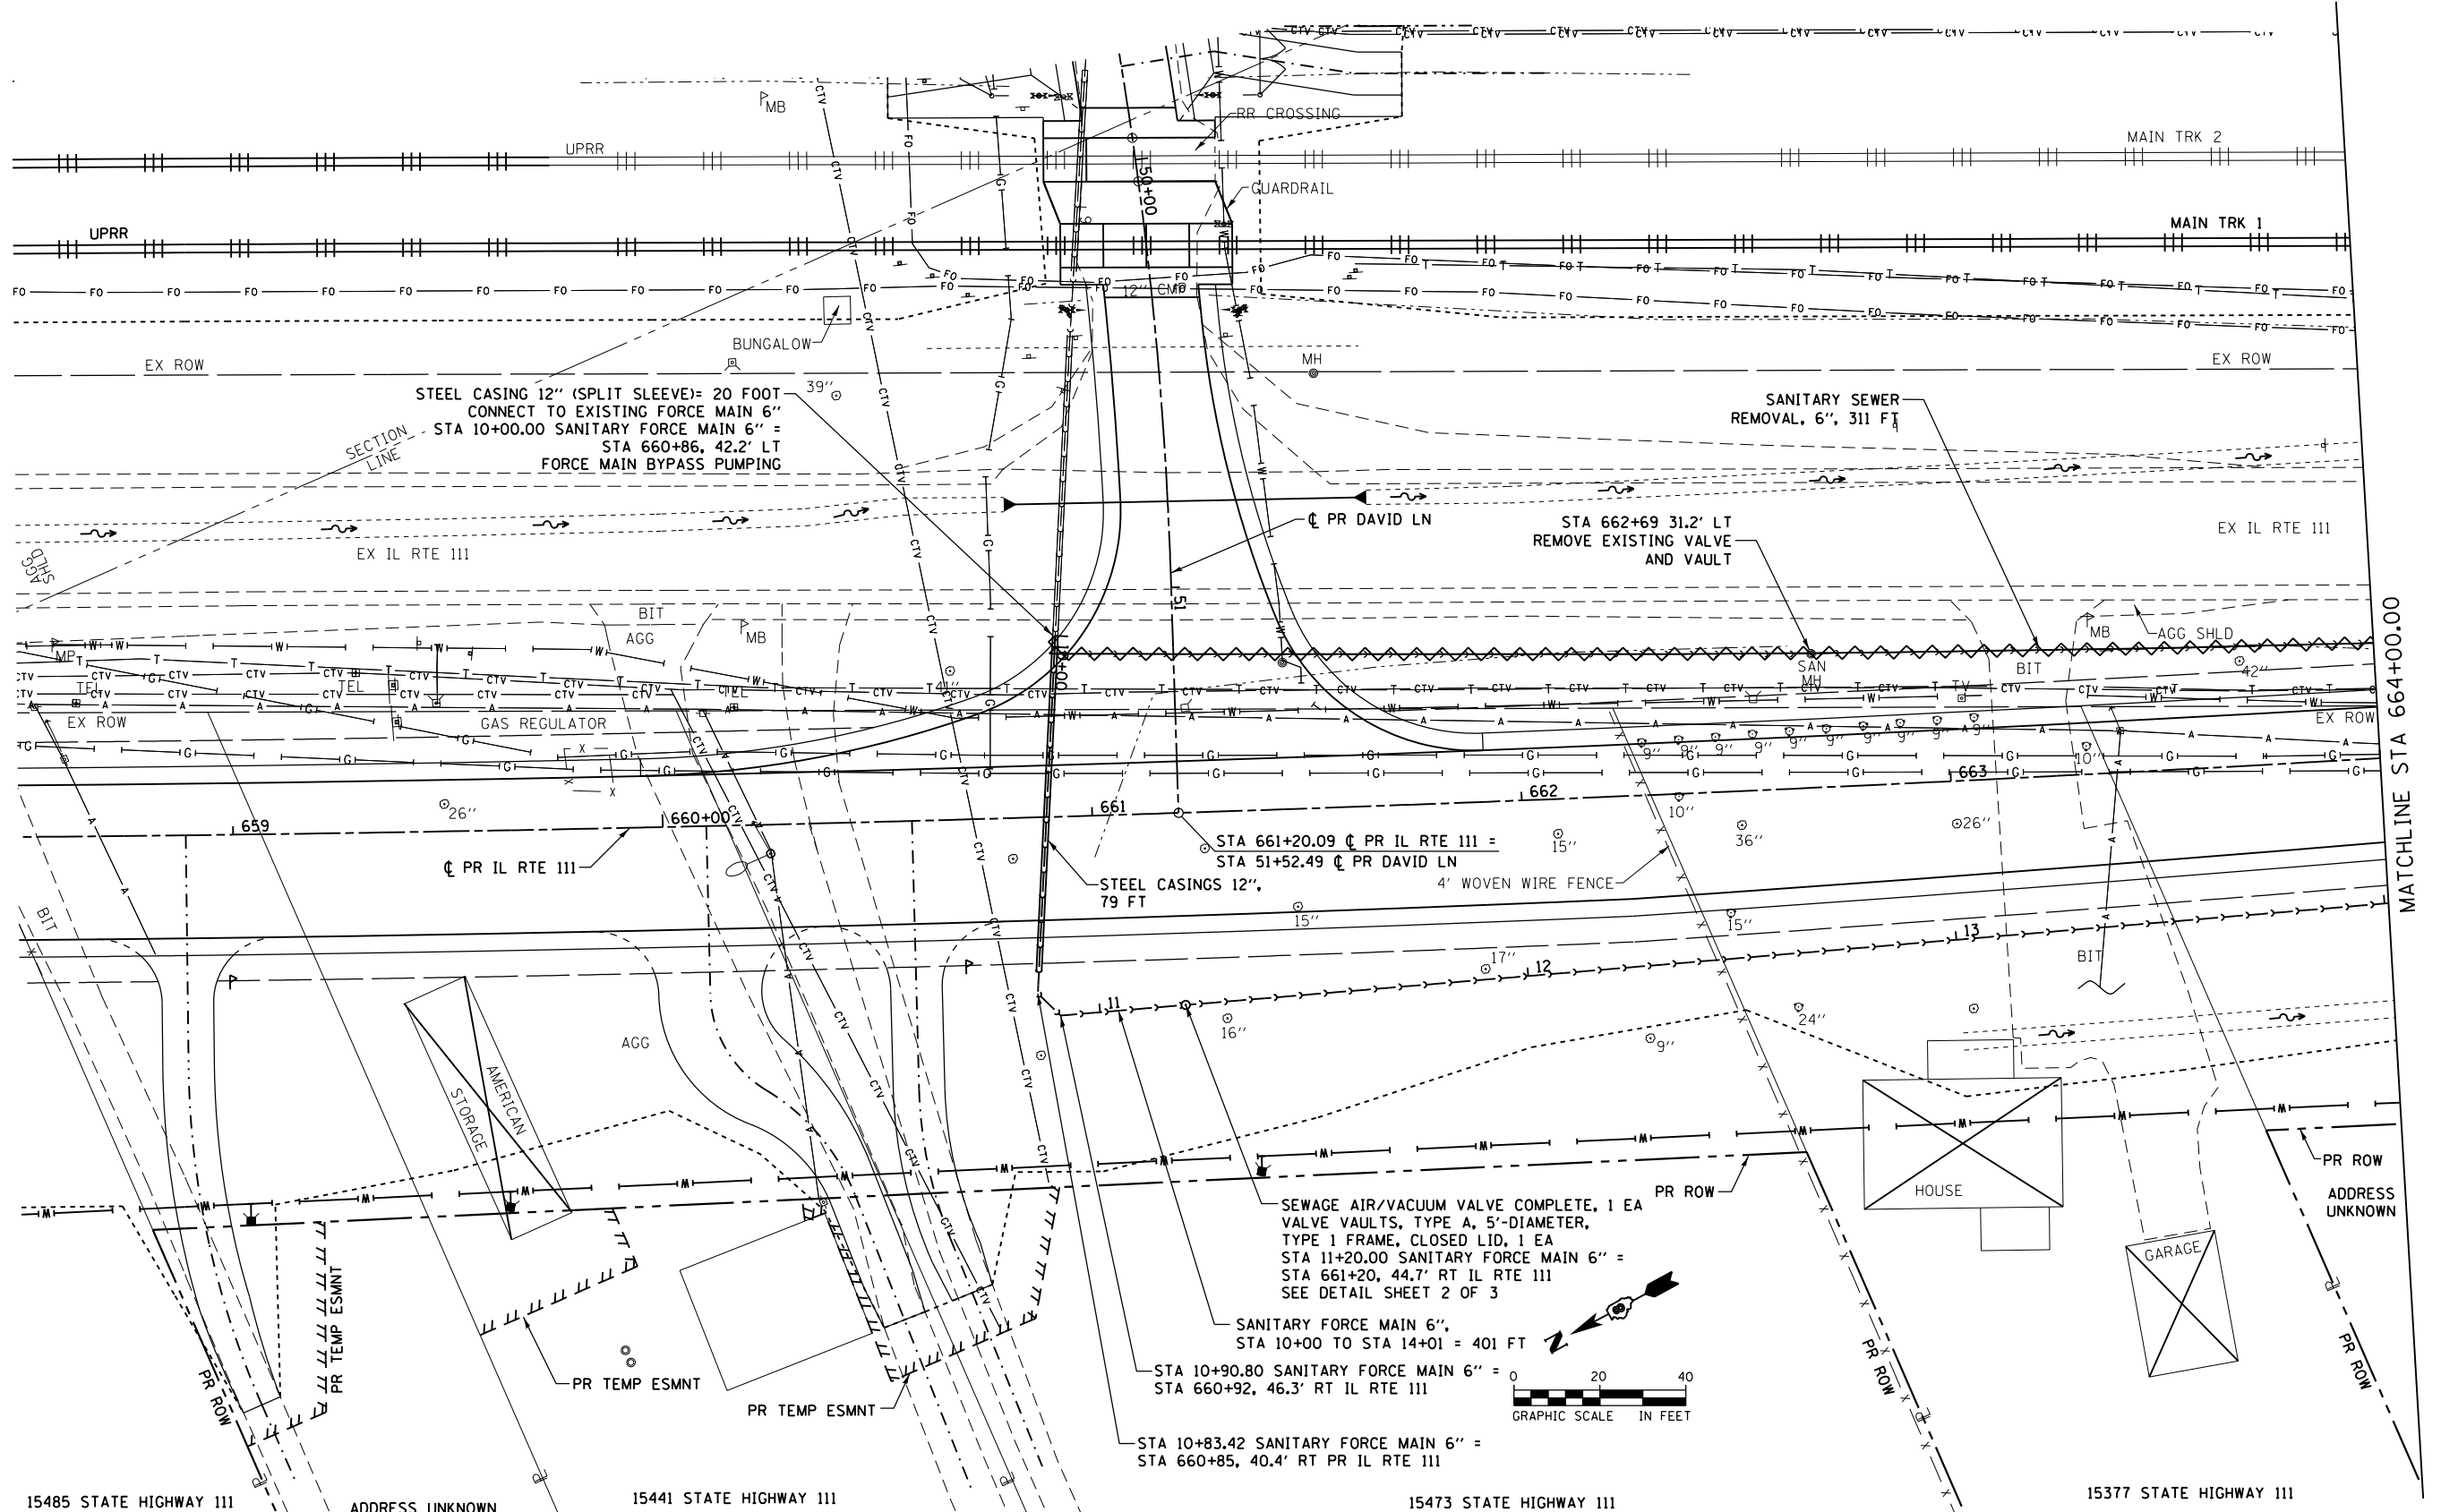 MB
RR CROSSING
UPRR
MAIN TRK 2
150+00
GUARDRAIL
UPRR
MAIN TRK 1
12" CMP
BUNGALOW
MH
EX ROW
EX ROW
39"
STEEL CASING 12" (SPLIT SLEEVE)= 20 FOOT
CONNECT TO EXISTING FORCE MAIN 6"
STA 10+00.00 SANITARY FORCE MAIN 6" =
STA 660+86, 42.2' LT
FORCE MAIN BYPASS PUMPING
SECTION
LINE
SANITARY SEWER
REMOVAL, 6", 311 FT
₵ PR DAVID LN
STA 662+69 31.2' LT
REMOVE EXISTING VALVE
AND VAULT
EX IL RTE 111
EX IL RTE 111
AGG
SHLD
51
BIT
AGG
MB
MB
AGG SHLD
MP
TEL
TEL
TEL
41"
10+00
SAN
MH
BIT
TV
42"
EX ROW
GAS REGULATOR
EX ROW
9"
9"
9"
9"
9"
9"
9"
9"
9"
9"
10"
659
660+00
661
662
663
26"
10"
15"
36"
26"
₵ PR IL RTE 111
STA 661+20.09 ₵ PR IL RTE 111 =
STA 51+52.49 ₵ PR DAVID LN
STEEL CASINGS 12",
79 FT
4' WOVEN WIRE FENCE
MATCHLINE STA 664+00.00
BIT
15"
15"
17"
11
12
13
BIT
16"
24"
9"
AGG
AMERICAN
STORAGE
HOUSE
GARAGE
PR ROW
PR ROW
ADDRESS
UNKNOWN
SEWAGE AIR/VACUUM VALVE COMPLETE, 1 EA
VALVE VAULTS, TYPE A, 5'-DIAMETER,
TYPE 1 FRAME, CLOSED LID, 1 EA
STA 11+20.00 SANITARY FORCE MAIN 6" =
STA 661+20, 44.7' RT IL RTE 111
SEE DETAIL SHEET 2 OF 3
SANITARY FORCE MAIN 6",
STA 10+00 TO STA 14+01 = 401 FT
N
PR TEMP ESMNT
PR TEMP ESMNT
PR TEMP ESMNT
PR ROW
PR ROW
PR ROW
STA 10+90.80 SANITARY FORCE MAIN 6" =
STA 660+92, 46.3' RT IL RTE 111
0 20 40
GRAPHIC SCALE IN FEET
STA 10+83.42 SANITARY FORCE MAIN 6" =
STA 660+85, 40.4' RT PR IL RTE 111
15485 STATE HIGHWAY 111
ADDRESS UNKNOWN
15441 STATE HIGHWAY 111
15473 STATE HIGHWAY 111
15377 STATE HIGHWAY 111